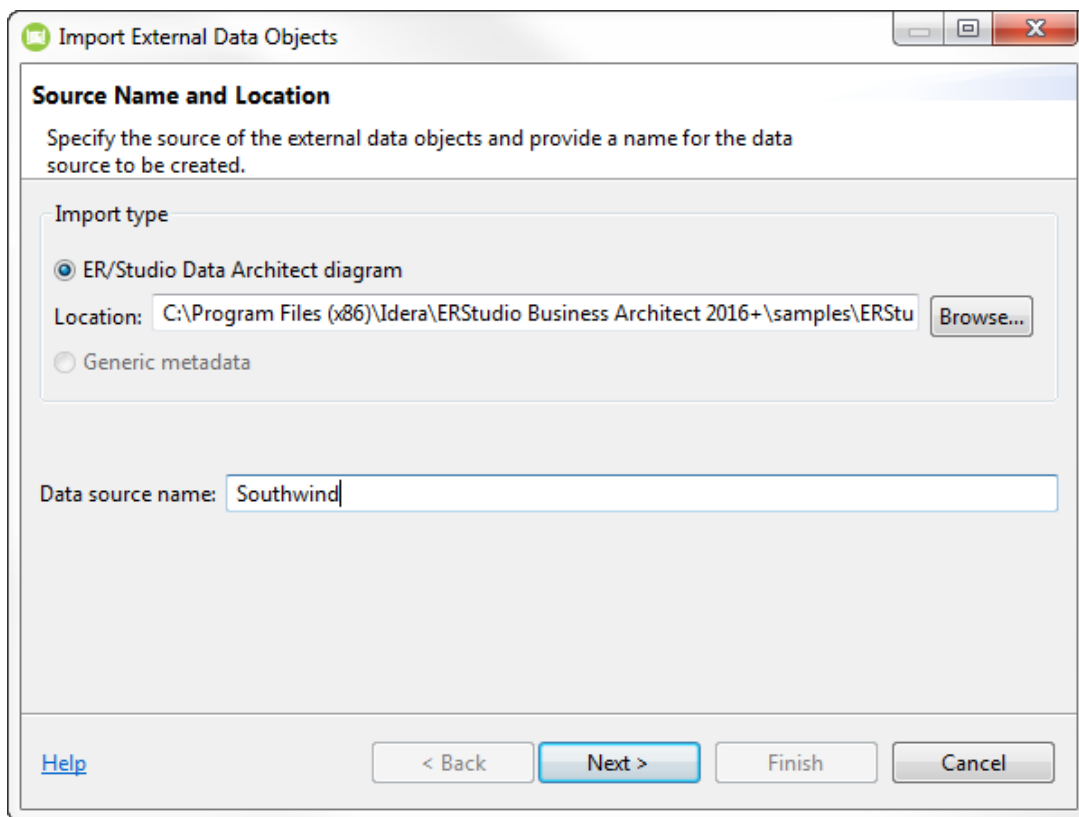 Import External Data Objects
Source Name and Location
Specify the source of the external data objects and provide a name for the data
source to be created.
Import type
ER/Studio Data Architect diagram
Location: C:\Program Files (x86)\Idera\ERStudio Business Architect 2016+\samples\ERStu Browse...
Generic metadata
Data source name: Southwind
Help < Back Next > Finish Cancel